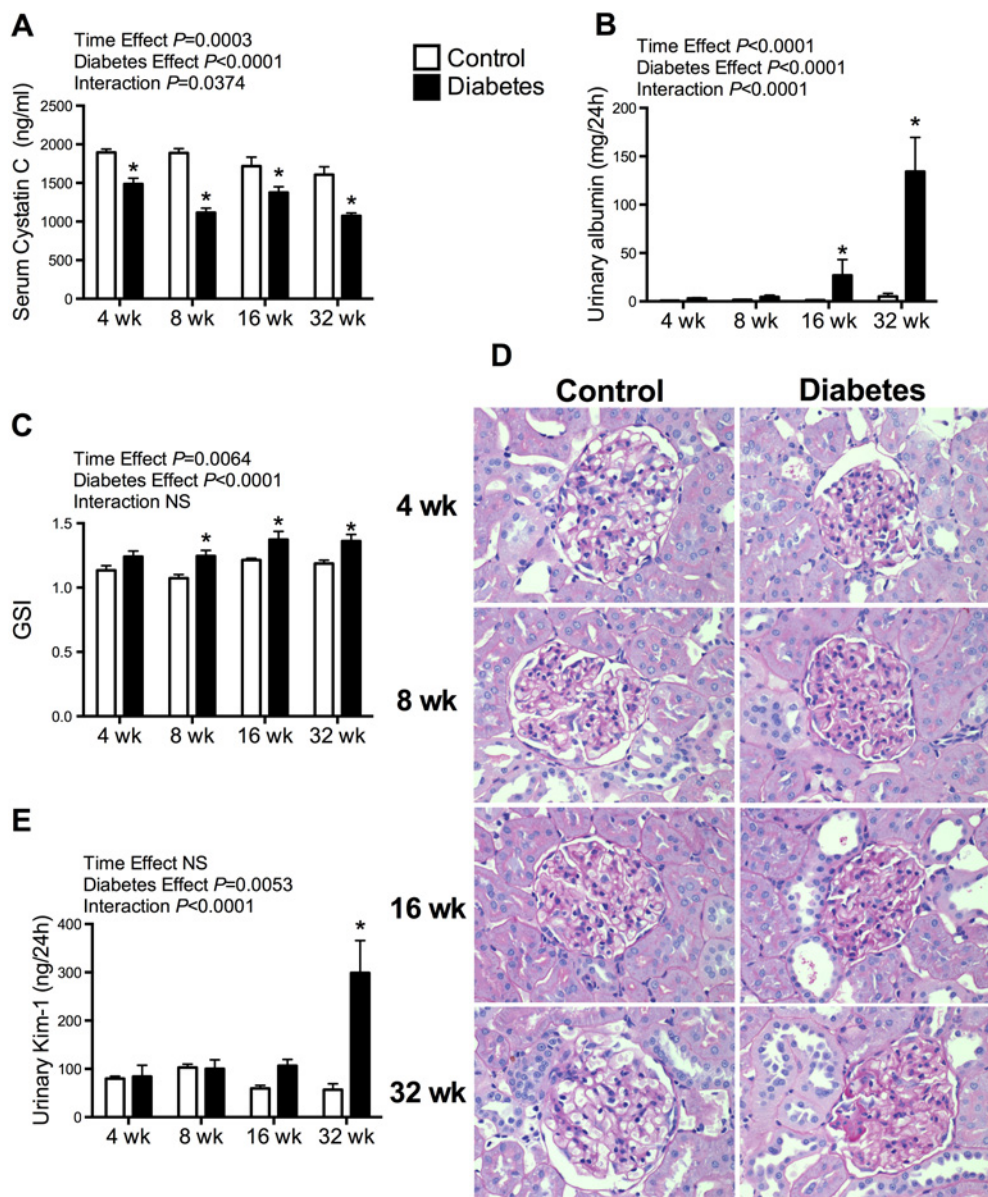 A
Time Effect P=0.0003
Diabetes Effect P<0.0001
Interaction P=0.0374
Serum Cystatin C (ng/ml)
2500
2000
1500
1000
500
0
* * * *
4 wk 8 wk 16 wk 32 wk
Control
Diabetes
B
Time Effect P<0.0001
Diabetes Effect P<0.0001
Interaction P<0.0001
Urinary albumin (mg/24h)
200
150
100
50
0
* *
4 wk 8 wk 16 wk 32 wk
C
Time Effect P=0.0064
Diabetes Effect P<0.0001
Interaction NS
GSI
1.5
1.0
0.5
0.0
* * *
4 wk 8 wk 16 wk 32 wk
D
Control Diabetes
4 wk
8 wk
16 wk
32 wk
E
Time Effect NS
Diabetes Effect P=0.0053
Interaction P<0.0001
Urinary Kim-1 (ng/24h)
400
300
200
100
0
*
4 wk 8 wk 16 wk 32 wk